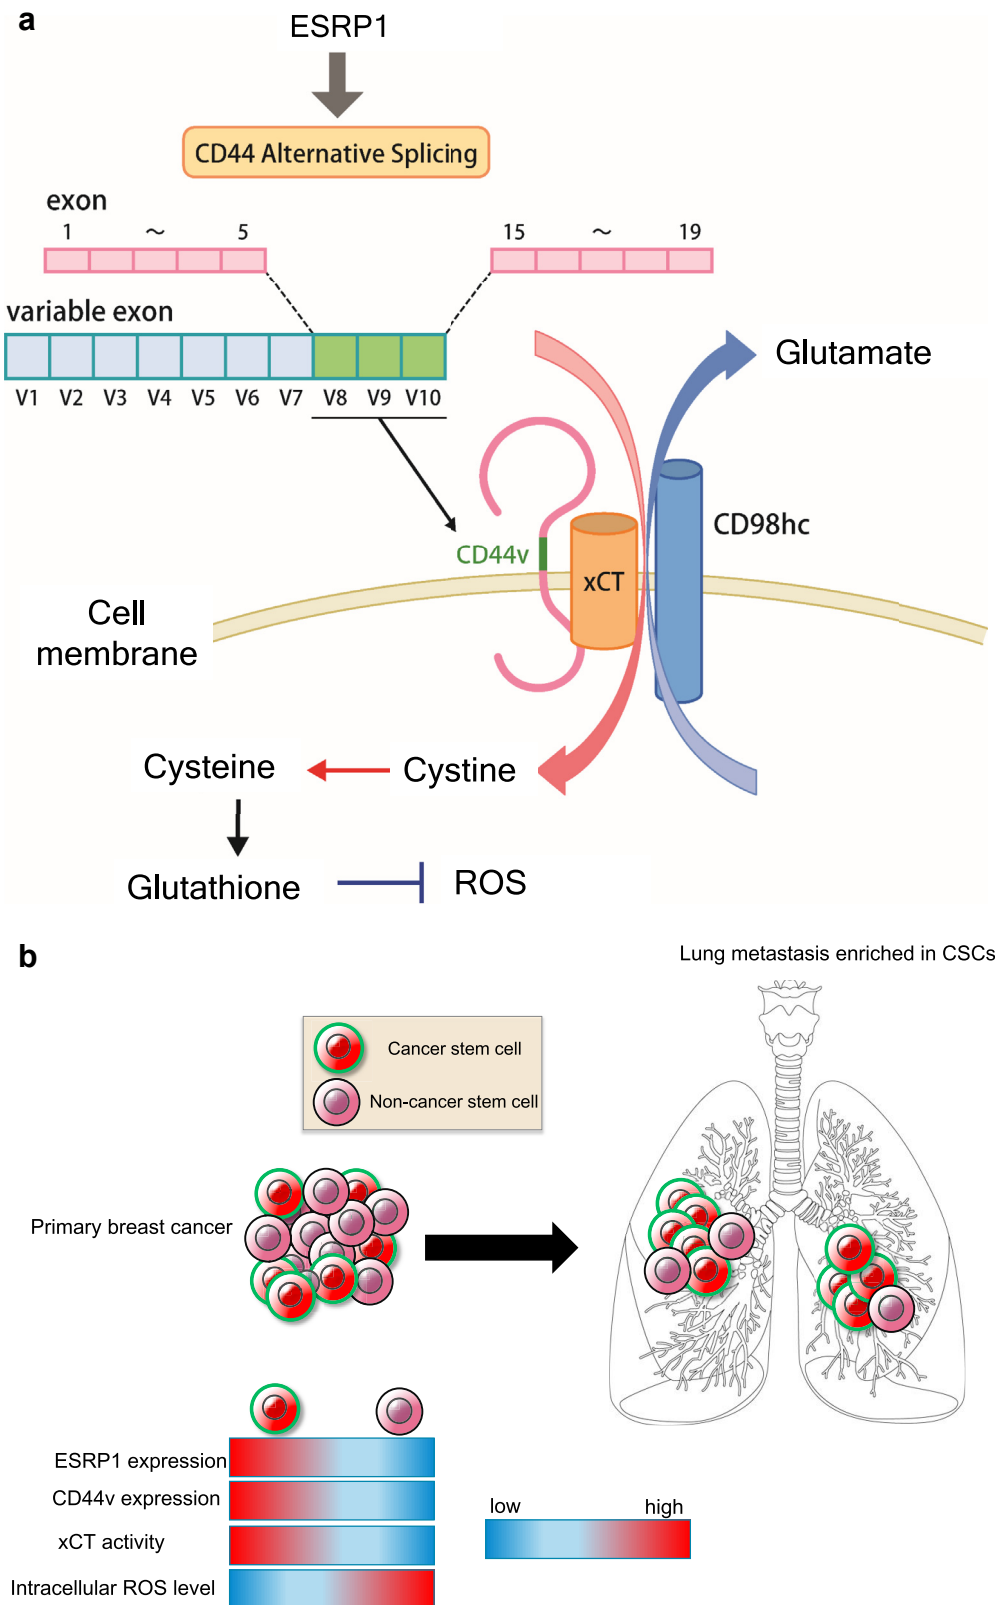 a
ESRP1
CD44 Alternative Splicing
exon
1 ~ 5
15 ~ 19
variable exon
V1 V2 V3 V4 V5 V6 V7 V8 V9 V10
Glutamate
CD98hc
CD44v
xCT
Cell
membrane
Cysteine
Cystine
Glutathione
ROS
b
Lung metastasis enriched in CSCs
Cancer stem cell
Non-cancer stem cell
Primary breast cancer
ESRP1 expression
CD44v expression
xCT activity
Intracellular ROS level
low high